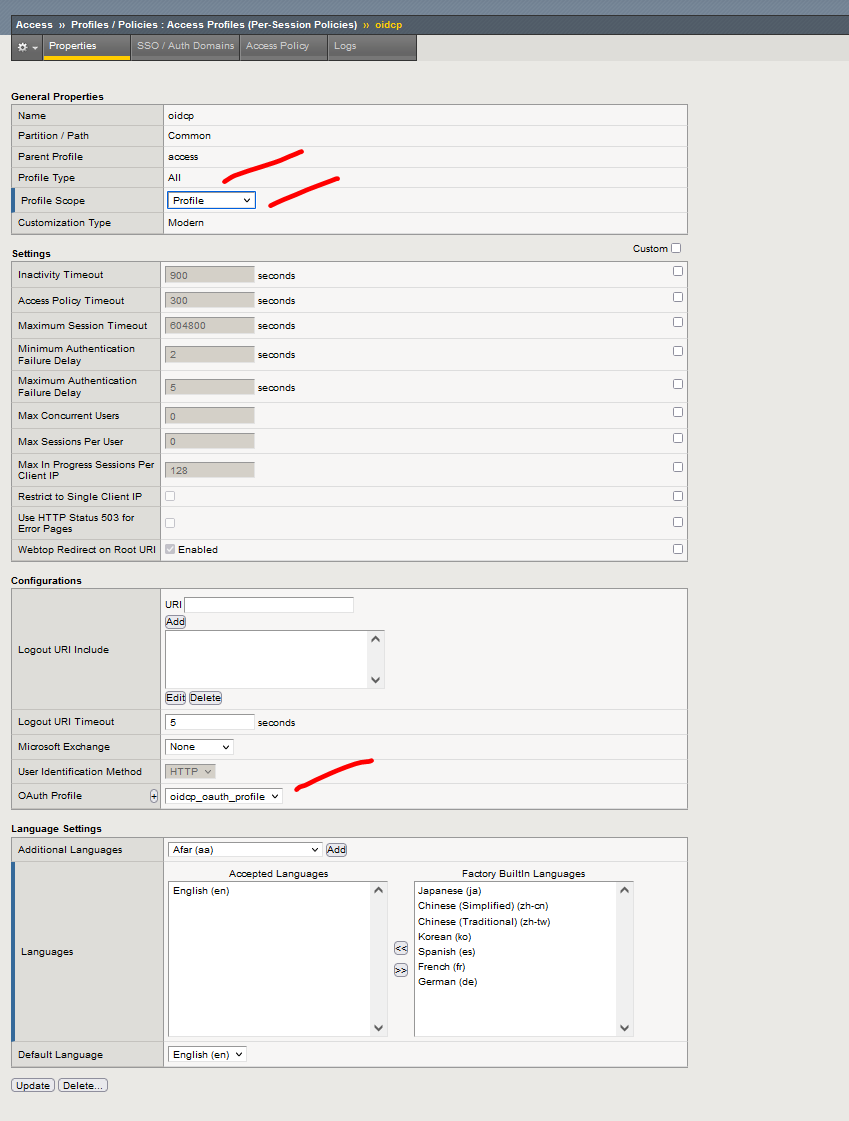 Access » Profiles / Policies : Access Profiles (Per-Session Policies) » oidcp
Properties SSO / Auth Domains Access Policy Logs
General Properties
Name oidcp
Partition / Path Common
Parent Profile access
Profile Type All
Profile Scope Profile
Customization Type Modern
Settings Custom
Inactivity Timeout 900 seconds
Access Policy Timeout 300 seconds
Maximum Session Timeout 604800 seconds
Minimum Authentication
Failure Delay 2 seconds
Maximum Authentication
Failure Delay 5 seconds
Max Concurrent Users 0
Max Sessions Per User 0
Max In Progress Sessions Per
Client IP 128
Restrict to Single Client IP
Use HTTP Status 503 for
Error Pages
Webtop Redirect on Root URI Enabled
Configurations
URI
Add
Logout URI Include
Edit Delete
Logout URI Timeout 5 seconds
Microsoft Exchange None
User Identification Method HTTP
OAuth Profile + oidcp_oauth_profile
Language Settings
Additional Languages Afar (aa) Add
Languages
Accepted Languages
English (en)
<<
>>
Factory BuiltIn Languages
Japanese (ja)
Chinese (Simplified) (zh-cn)
Chinese (Traditional) (zh-tw)
Korean (ko)
Spanish (es)
French (fr)
German (de)
Default Language English (en)
Update Delete...